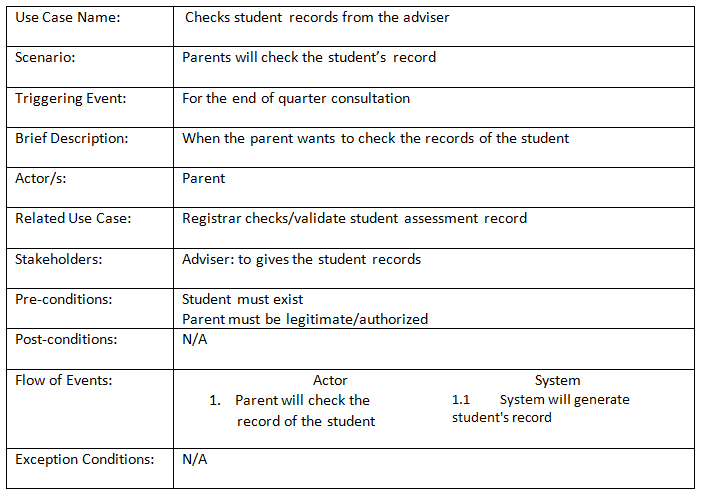 Use Case Name: Checks student records from the adviser
Scenario: Parents will check the student's record
Triggering Event: For the end of quarter consultation
Brief Description: When the parent wants to check the records of the student
Actor/s: Parent
Related Use Case: Registrar checks/validate student assessment record
Stakeholders: Adviser: to gives the student records
Pre-conditions: Student must exist
Parent must be legitimate/authorized
Post-conditions: N/A
Flow of Events: Actor System
1. Parent will check the 1.1 System will generate
record of the student student's record
Exception Conditions: N/A